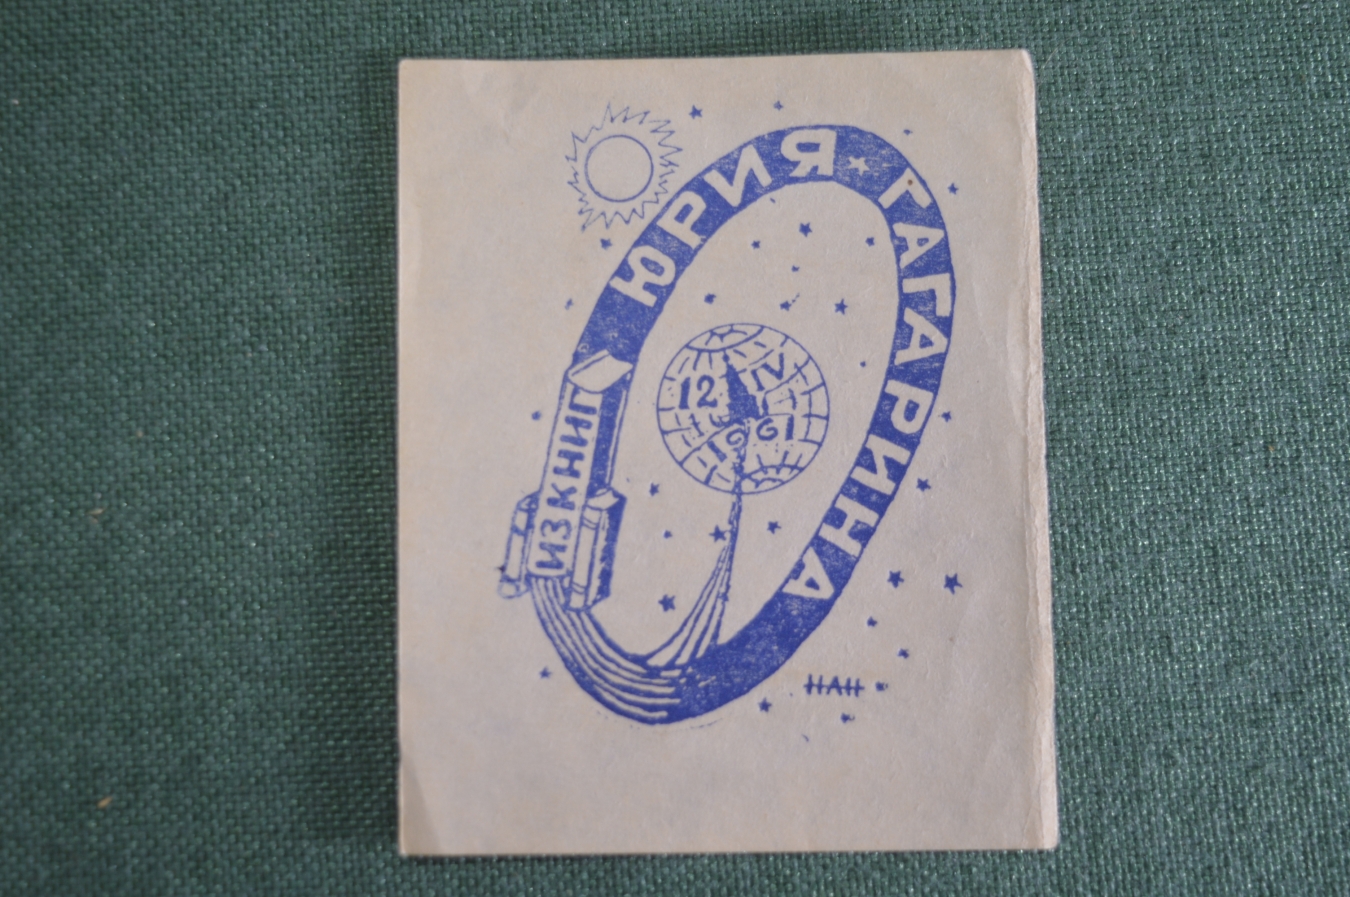 ИЗ КНИГ
ЮРИЯ ★ ГАГАРИНА
12 IV
1961
НАН